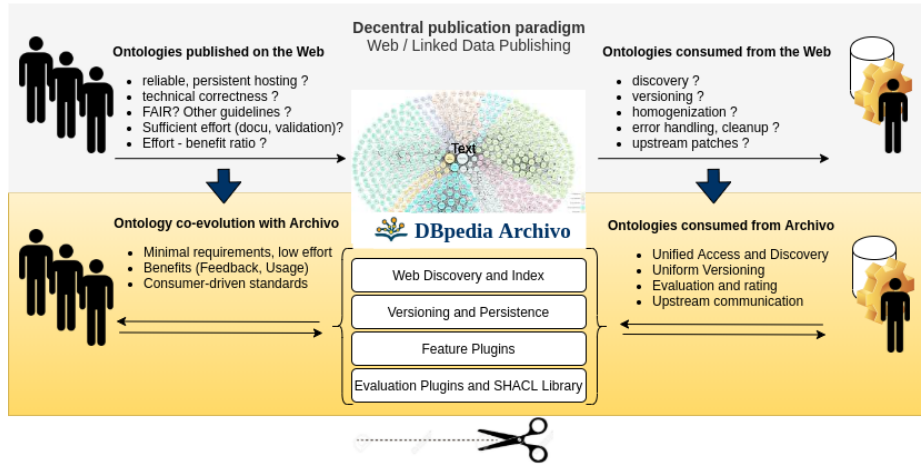 Decentral publication paradigm
Web / Linked Data Publishing
Ontologies published on the Web
reliable, persistent hosting ?
technical correctness ?
FAIR? Other guidelines ?
Sufficient effort (docu, validation)?
Effort - benefit ratio ?
Text
Ontologies consumed from the Web
discovery ?
versioning ?
homogenization ?
error handling, cleanup ?
upstream patches ?
Ontology co-evolution with Archivo
Minimal requirements, low effort
Benefits (Feedback, Usage)
Consumer-driven standards
DBpedia Archivo
Web Discovery and Index
Versioning and Persistence
Feature Plugins
Evaluation Plugins and SHACL Library
Ontologies consumed from Archivo
Unified Access and Discovery
Uniform Versioning
Evaluation and rating
Upstream communication